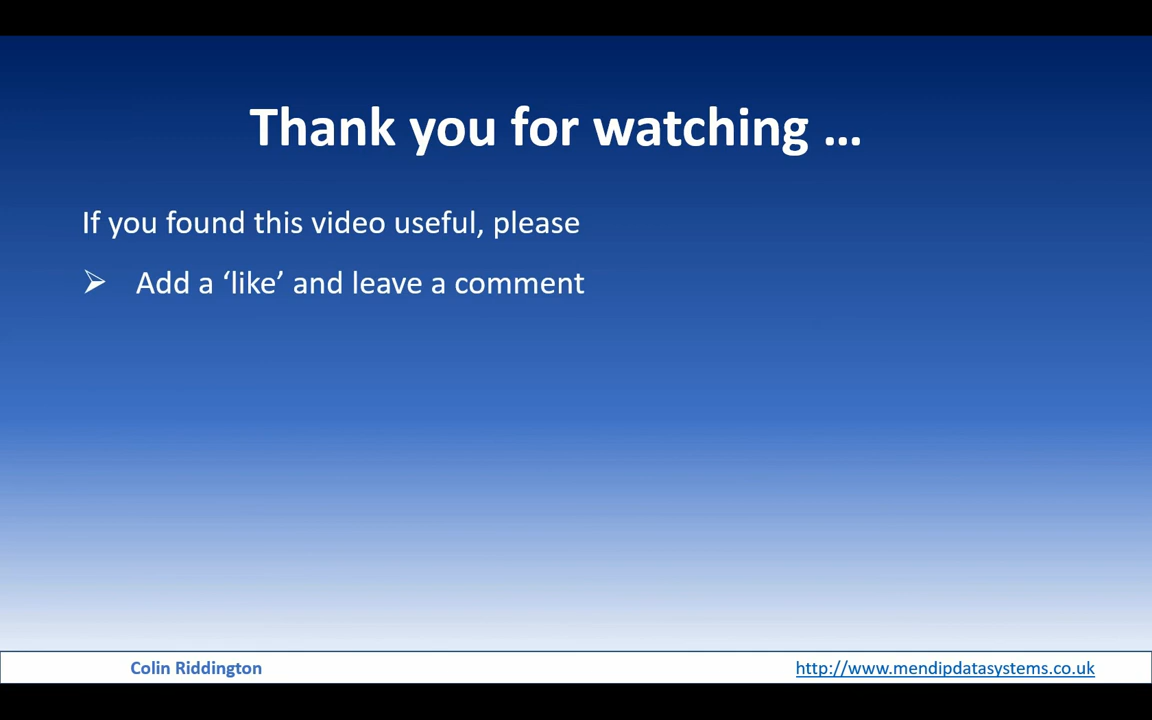 Thank you for watching ...
If you found this video useful, please
➢ Add a ‘like’ and leave a comment
Colin Riddington
http://www.mendipdatasystems.co.uk